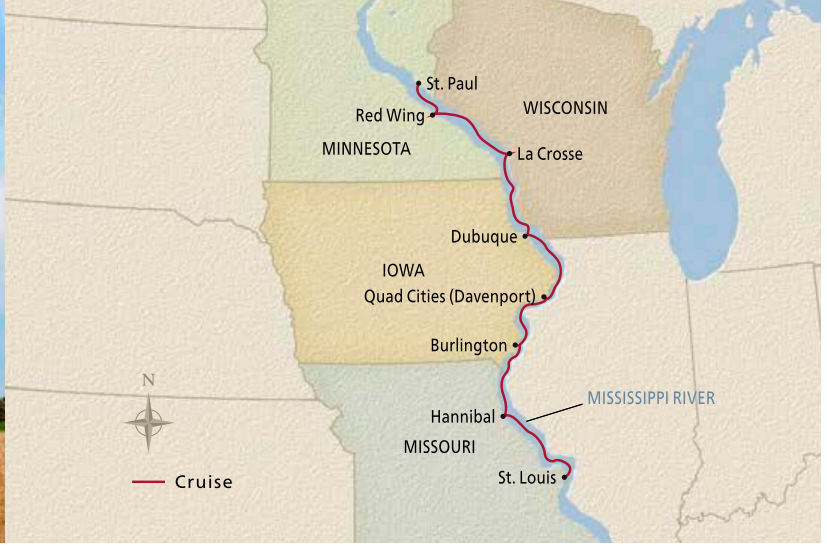 St. Paul
Red Wing
WISCONSIN
MINNESOTA
La Crosse
Dubuque
IOWA
Quad Cities (Davenport)
Burlington
N
MISSISSIPPI RIVER
Hannibal
MISSOURI
St. Louis
Cruise